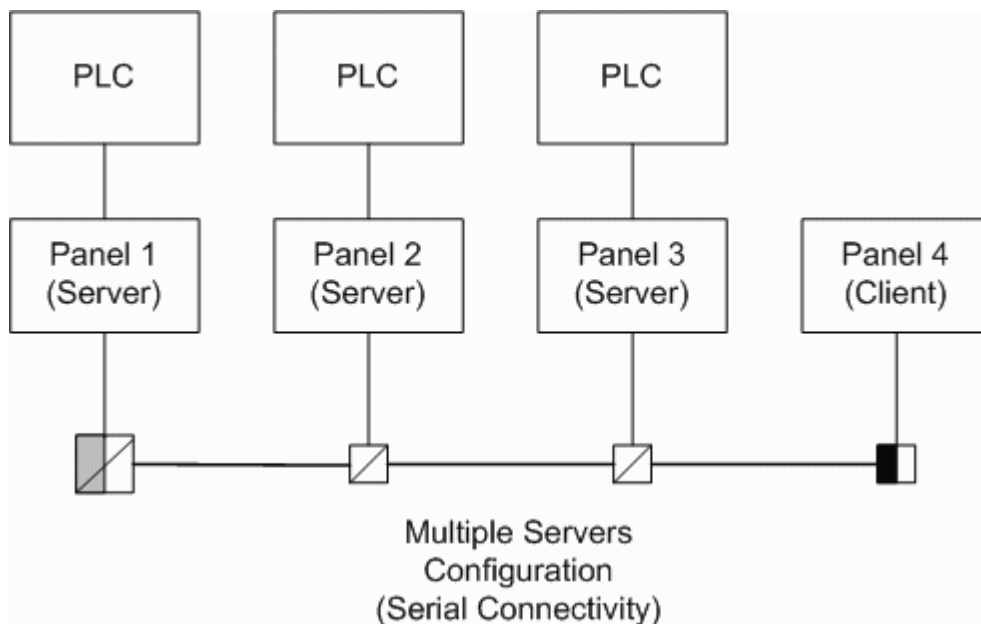 PLC
PLC
PLC
Panel 1
(Server)
Panel 2
(Server)
Panel 3
(Server)
Panel 4
(Client)
Multiple Servers
Configuration
(Serial Connectivity)